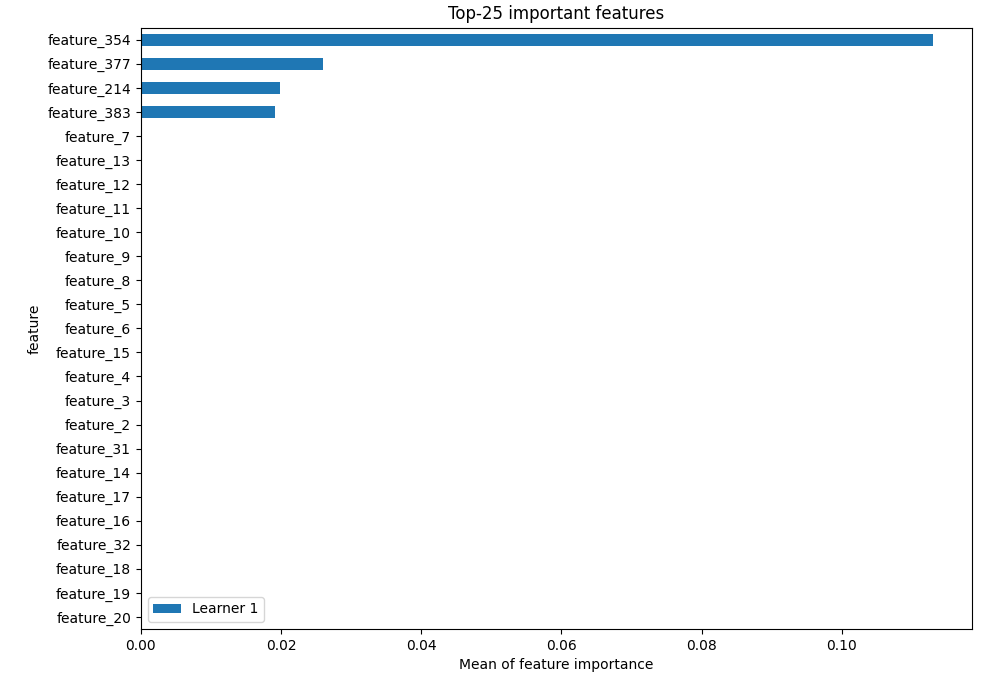 Top-25 important features
feature_354
feature_377
feature_214
feature_383
feature_7
feature_13
feature_12
feature_11
feature_10
feature_9
feature_8
feature_5
feature_6
feature_15
feature_4
feature_3
feature_2
feature_31
feature_14
feature_17
feature_16
feature_32
feature_18
feature_19
feature_20
feature
Learner 1
0.00 0.02 0.04 0.06 0.08 0.10
Mean of feature importance